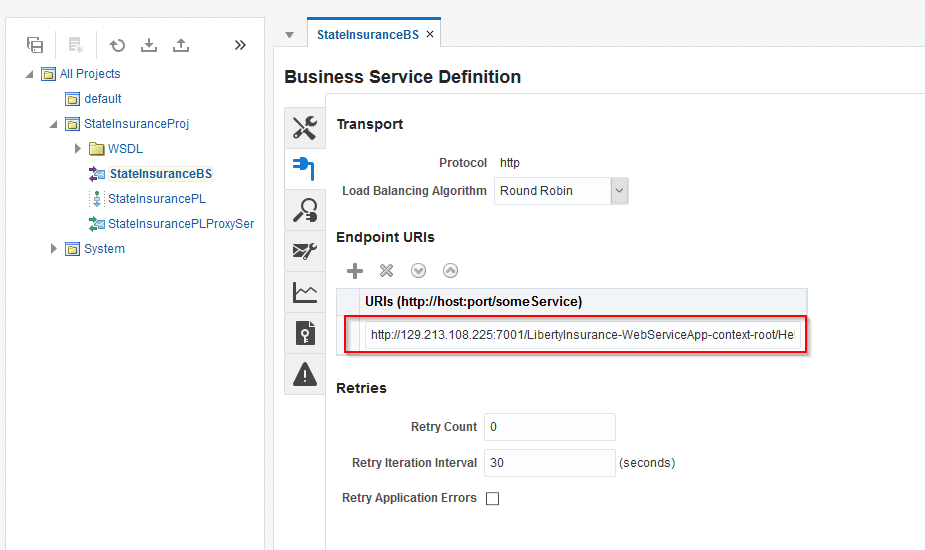 StateInsuranceBS ×
Business Service Definition
All Projects
default
StateInsuranceProj
WSDL
StateInsuranceBS
StateInsurancePL
StateInsurancePLProxySer
System
Transport
Protocol http
Load Balancing Algorithm Round Robin
Endpoint URIs
URIs (http://host:port/someService)
http://129.213.108.225:7001/LibertyInsurance-WebServiceApp-context-root/He
Retries
Retry Count 0
Retry Iteration Interval 30 (seconds)
Retry Application Errors